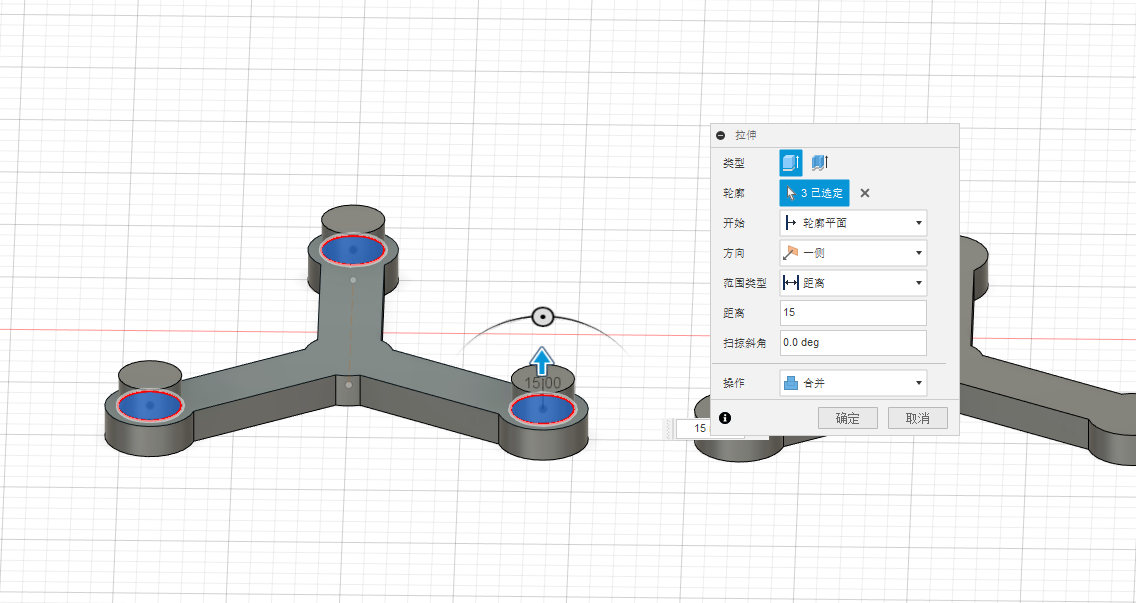 拉伸
类型
轮廓 3 已选定
开始 轮廓平面
方向 一侧
范围类型 距离
距离 15
扫掠斜角 0.0 deg
操作 合并
确定 取消
15.00
15